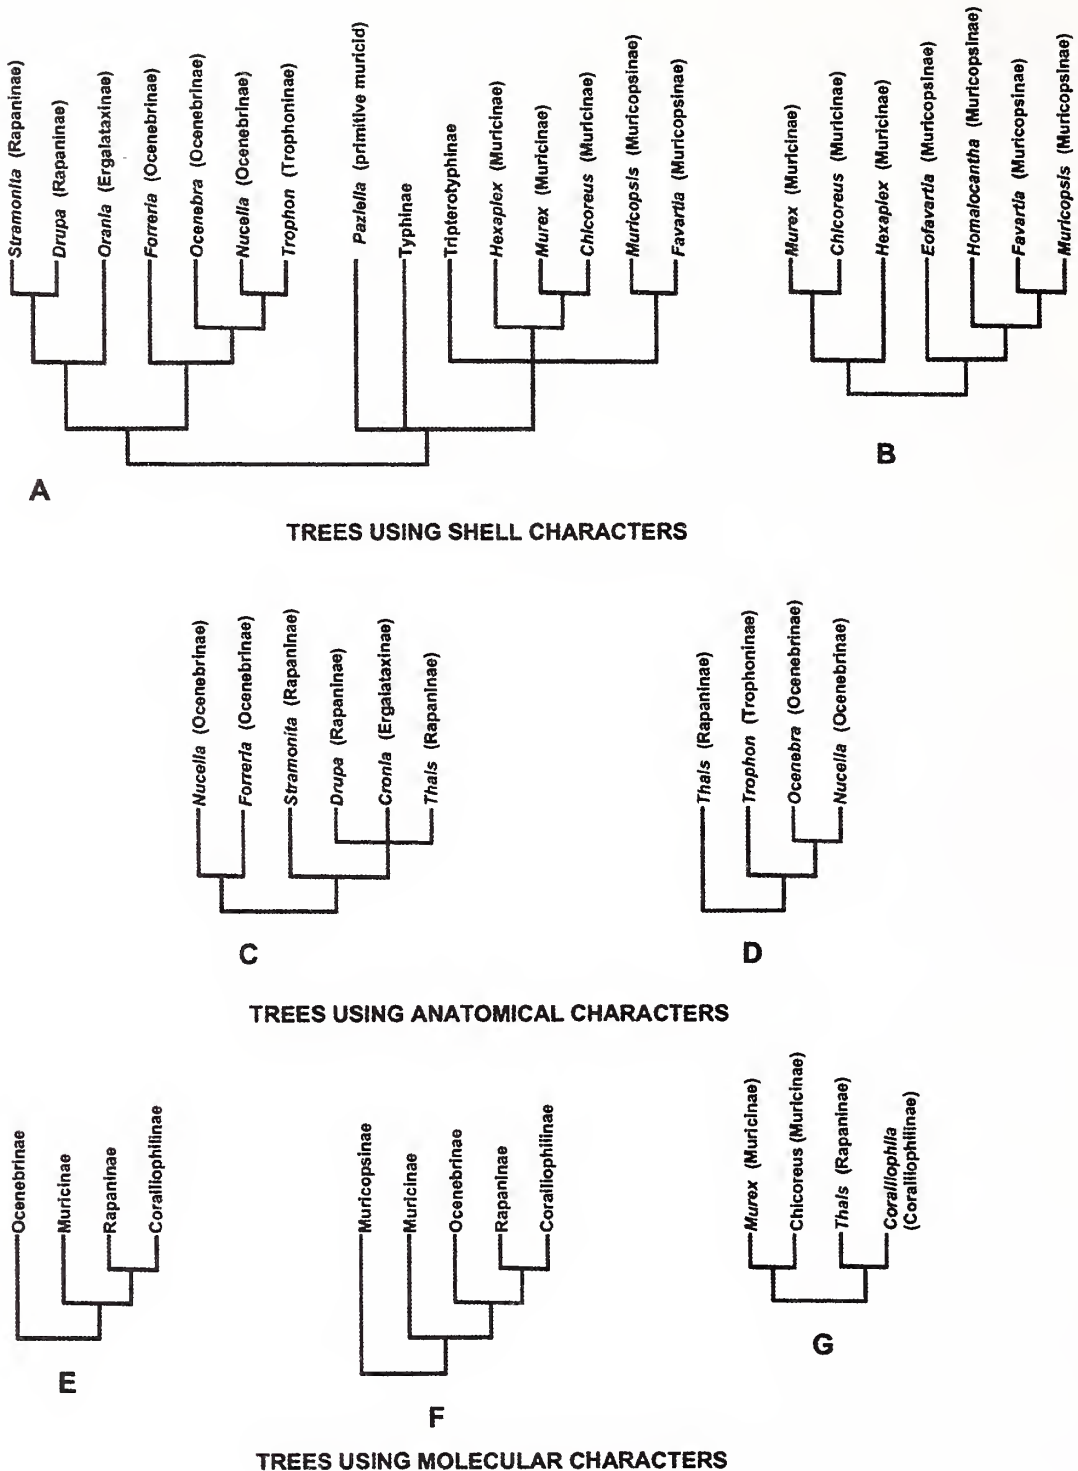 Stramonita (Rapaninae)
Drupa (Rapaninae)
Orania (Ergalataxinae)
Forreria (Ocenebrinae)
Ocenebra (Ocenebrinae)
Nucella (Ocenebrinae)
Trophon (Trophoninae)
Paziella (primitive muricid)
Typhinae
Tripterotyphinae
Hexaplex (Muricinae)
Murex (Muricinae)
Chicoreus (Muricinae)
Muricopsis (Muricopsinae)
Favartia (Muricopsinae)
A
Murex (Muricinae)
Chicoreus (Muricinae)
Hexaplex (Muricinae)
Eofavartia (Muricopsinae)
Homalocantha (Muricopsinae)
Favartia (Muricopsinae)
Muricopsis (Muricopsinae)
B
TREES USING SHELL CHARACTERS
Nucella (Ocenebrinae)
Forreria (Ocenebrinae)
Stramonita (Rapaninae)
Drupa (Rapaninae)
Cronia (Ergalataxinae)
Thais (Rapaninae)
C
Thais (Rapaninae)
Trophon (Trophoninae)
Ocenebra (Ocenebrinae)
Nucella (Ocenebrinae)
D
TREES USING ANATOMICAL CHARACTERS
Ocenebrinae
Muricinae
Rapaninae
Coralliophilinae
E
Muricopsinae
Muricinae
Ocenebrinae
Rapaninae
Coralliophilinae
F
Murex (Muricinae)
Chicoreus (Muricinae)
Thais (Rapaninae)
Coralliophila
(Coralliophilinae)
G
TREES USING MOLECULAR CHARACTERS